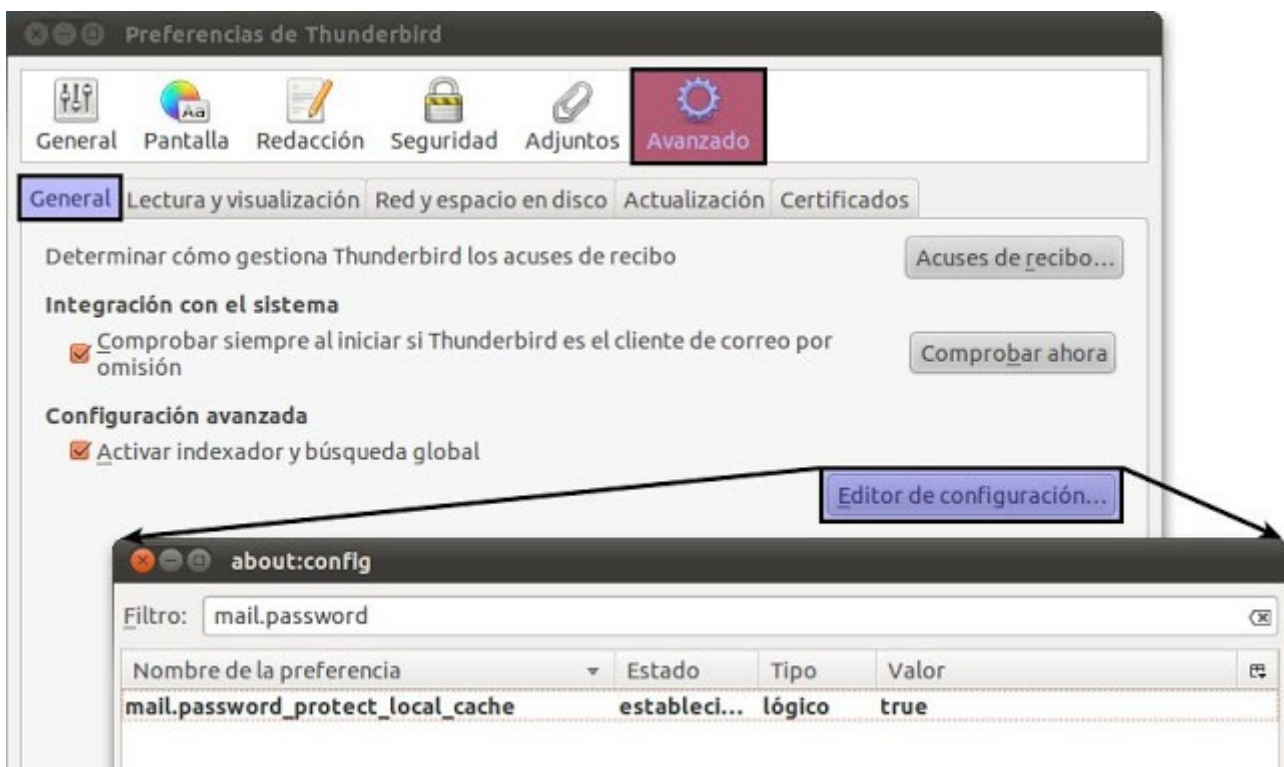 Preferencias de Thunderbird
Aa
General Pantalla Redacción Seguridad Adjuntos Avanzado
General Lectura y visualización Red y espacio en disco Actualización Certificados
Determinar cómo gestiona Thunderbird los acuses de recibo Acuses de recibo...
Integración con el sistema
Comprobar siempre al iniciar si Thunderbird es el cliente de correo por
omisión
Comprobar ahora
Configuración avanzada
Activar indexador y búsqueda global
Editor de configuración...
about:config
Filtro: mail.password
Nombre de la preferencia Estado Tipo Valor
mail.password_protect_local_cache estableci... lógico true